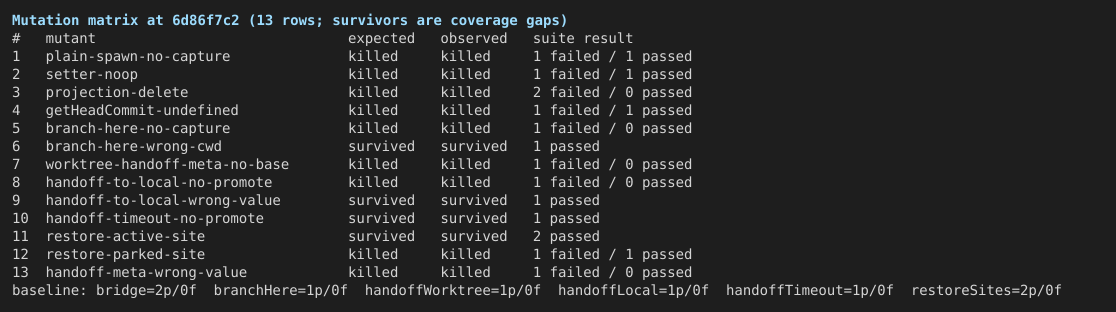 Mutation matrix at 6d86f7c2 (13 rows; survivors are coverage gaps)
#   mutant                              expected   observed   suite result
1   plain-spawn-no-capture              killed     killed     1 failed / 1 passed
2   setter-noop                         killed     killed     1 failed / 1 passed
3   projection-delete                   killed     killed     2 failed / 0 passed
4   getHeadCommit-undefined             killed     killed     1 failed / 1 passed
5   branch-here-no-capture              killed     killed     1 failed / 0 passed
6   branch-here-wrong-cwd               survived   survived   1 passed
7   worktree-handoff-meta-no-base       killed     killed     1 failed / 0 passed
8   handoff-to-local-no-promote         killed     killed     1 failed / 0 passed
9   handoff-to-local-wrong-value        survived   survived   1 passed
10  handoff-timeout-no-promote          survived   survived   1 passed
11  restore-active-site                 survived   survived   2 passed
12  restore-parked-site                 killed     killed     1 failed / 1 passed
13  handoff-meta-wrong-value            killed     killed     1 failed / 0 passed
baseline: bridge=2p/0f  branchHere=1p/0f  handoffWorktree=1p/0f  handoffLocal=1p/0f  handoffTimeout=1p/0f  restoreSites=2p/0f